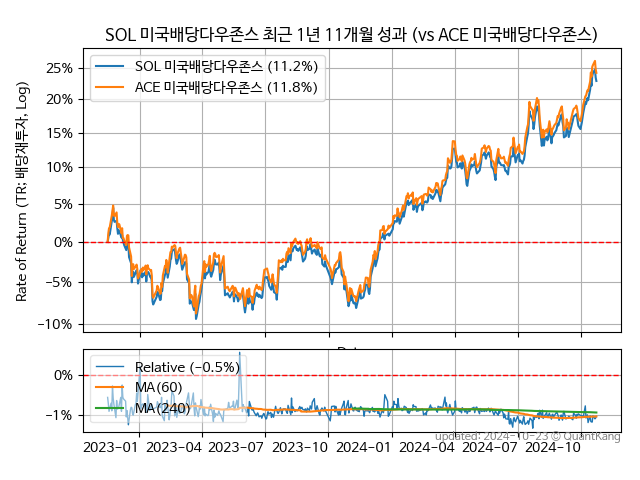 SOL 미국배당다우존스 최근 1년 11개월 성과 (vs ACE 미국배당다우존스)
SOL 미국배당다우존스 (11.2%)
ACE 미국배당다우존스 (11.8%)
Rate of Return (TR: 배당재투자, Log)
25%
20%
15%
10%
5%
0%
−5%
−10%
Relative (−0.5%)
MA(60)
MA(240)
0%
−1%
updated: 2024-10-23 © QuantKang
2023−01
2023−04
2023−07
2023−10
2024−01
2024−04
2024−07
2024−10